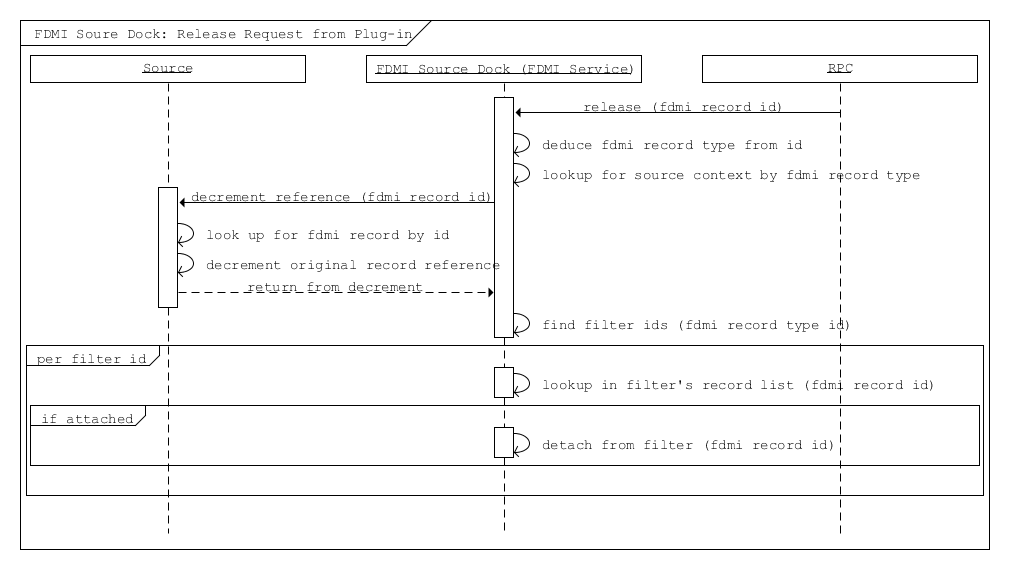 FDMI Soure Dock: Release Request from Plug-in
Source
FDMI Source Dock (FDMI Service)
RPC
release (fdmi record id)
deduce fdmi record type from id
lookup for source context by fdmi record type
decrement reference (fdmi record id)
look up for fdmi record by id
decrement original record reference
return from decrement
find filter ids (fdmi record type id)
per filter id
lookup in filter's record list (fdmi record id)
if attached
detach from filter (fdmi record id)